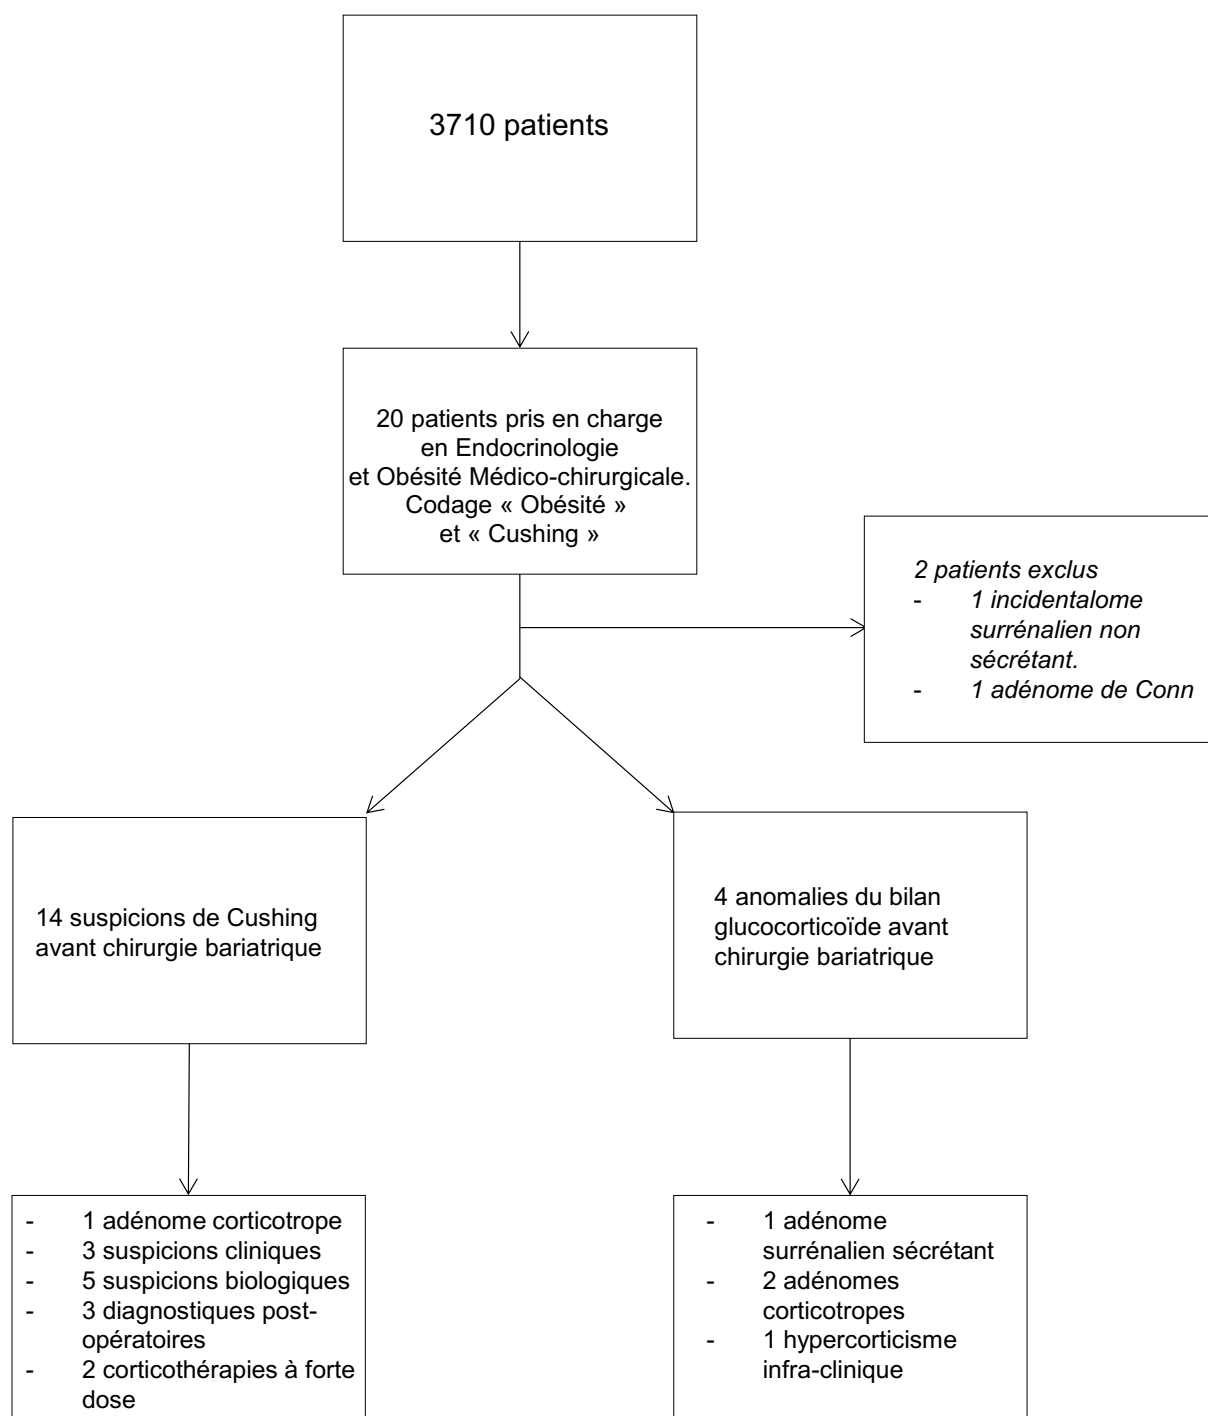 3710 patients
20 patients pris en charge
en Endocrinologie
et Obésité Médico-chirurgicale.
Codage « Obésité »
et « Cushing »
2 patients exclus
- 1 incidentalome
surrénalien non
sécrétant.
- 1 adénome de Conn
14 suspicions de Cushing
avant chirurgie bariatrique
4 anomalies du bilan
glucocorticoïde avant
chirurgie bariatrique
- 1 adénome corticotrope
- 3 suspicions cliniques
- 5 suspicions biologiques
- 3 diagnostiques post-
opératoires
- 2 corticothérapies à forte
dose
- 1 adénome
surrénalien sécrétant
- 2 adénomes
corticotropes
- 1 hypercorticisme
infra-clinique